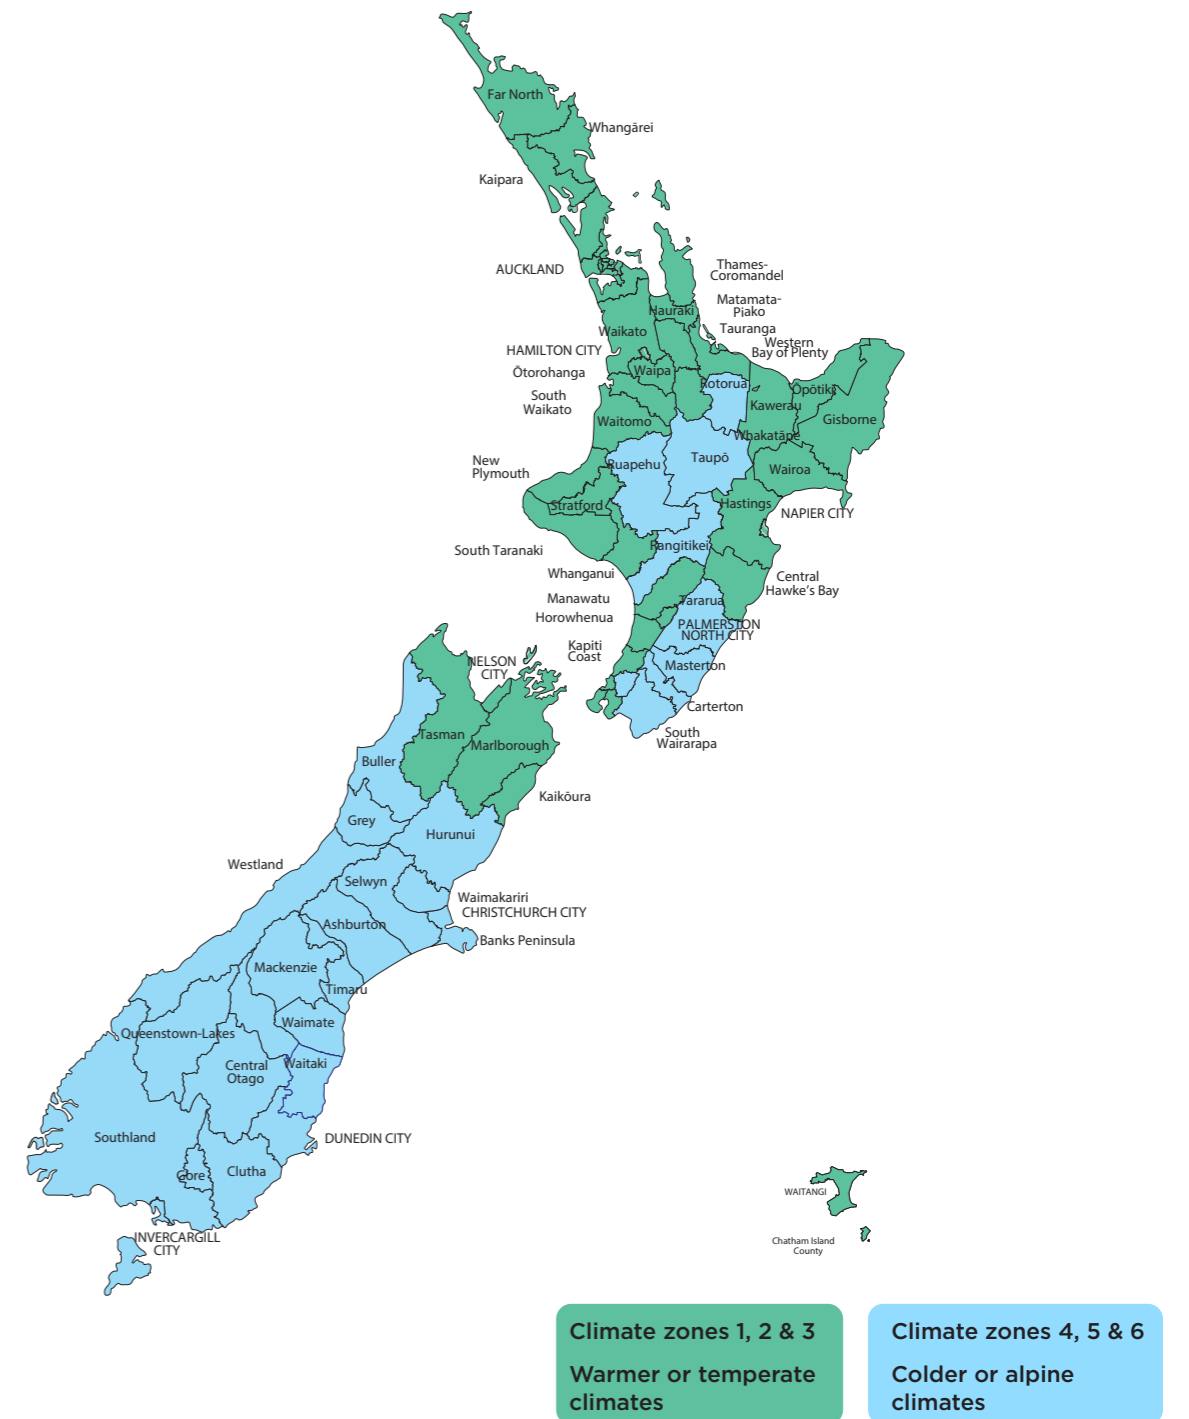 Far North
Whangārei
Kaipara
AUCKLAND
Thames-
Coromandel
Matamata-
Piako
Hauraki
Tauranga
Waikato
Western
Bay of Plenty
HAMILTON CITY
Ōtorohanga
Waipa
Rotorua
Ōpōtiki
South
Waikato
Kawerau
Gisborne
Waitomo
Whakatāne
New
Plymouth
Ruapehu
Taupō
Wairoa
Stratford
Hastings
NAPIER CITY
South Taranaki
Rangitikei
Whanganui
Central
Hawke's Bay
Manawatu
Tararua
Horowhenua
PALMERSTON
NORTH CITY
Kapiti
Coast
Masterton
NELSON
CITY
Carterton
South
Wairarapa
Tasman
Marlborough
Buller
Kaikōura
Grey
Hurunui
Westland
Selwyn
Waimakariri
CHRISTCHURCH CITY
Ashburton
Banks Peninsula
Mackenzie
Timaru
Waimate
Queenstown-Lakes
Central
Otago
Waitaki
Southland
DUNEDIN CITY
Gore
Clutha
INVERCARGILL
CITY
WAITANGI
Chatham Island
County
Climate zones 1, 2 & 3
Warmer or temperate
climates
Climate zones 4, 5 & 6
Colder or alpine
climates